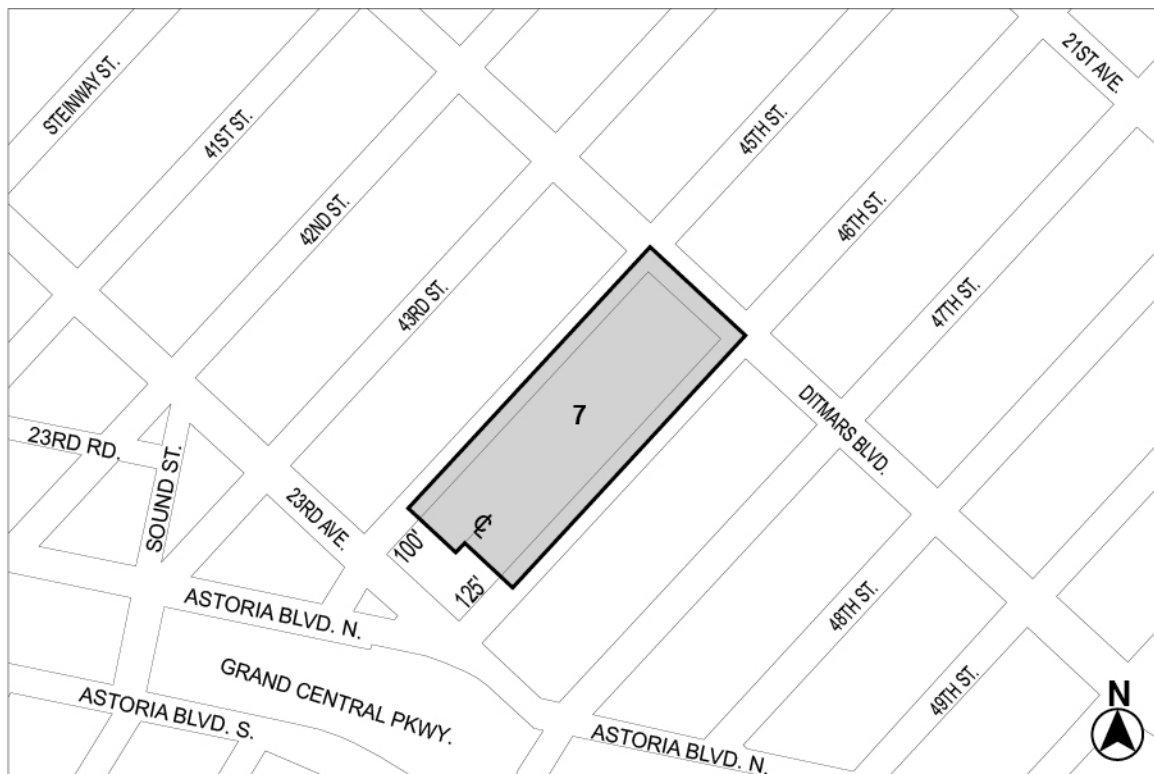 21ST AVE.
STEINWAY ST.
41ST ST.
45TH ST.
42ND ST.
46TH ST.
43RD ST.
47TH ST.
7
DITMARS BLVD.
23RD RD.
SOUND ST.
23RD AVE.
℄
100'
125'
ASTORIA BLVD. N.
48TH ST.
GRAND CENTRAL PKWY.
49TH ST.
ASTORIA BLVD. S.
ASTORIA BLVD. N.
N